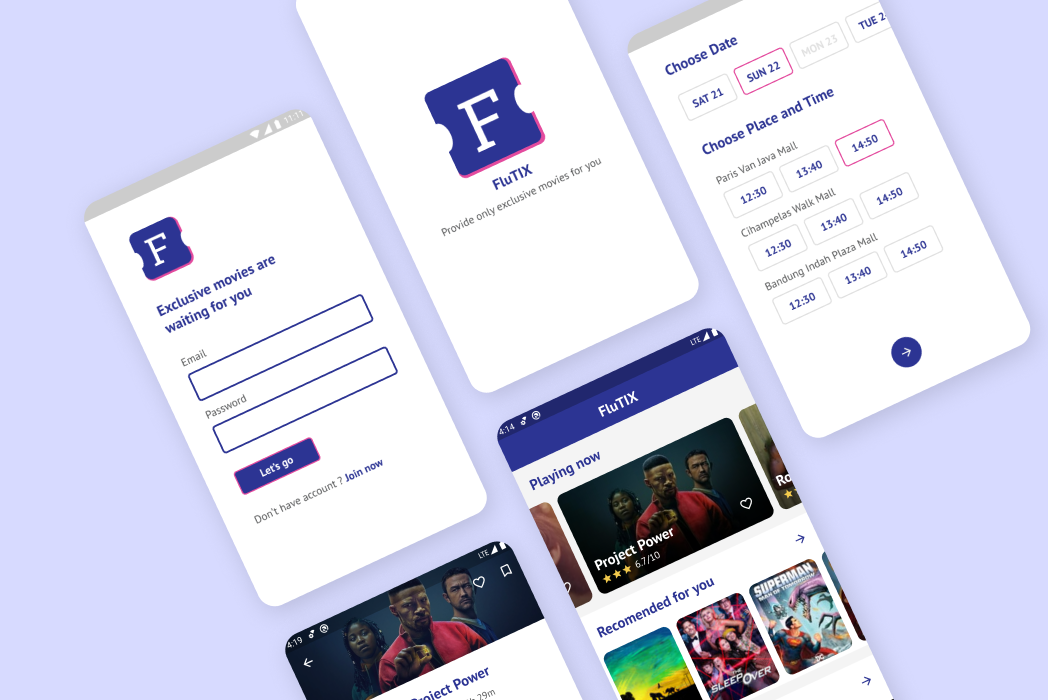 11:11
F
Exclusive movies are
waiting for you
Email
Password
Let's go
Don't have account ? Join now
F
FluTIX
Provide only exclusive movies for you
Choose Date
SAT 21
SUN 22
MON 23
TUE 2
Choose Place and Time
Paris Van Java Mall
12:30
13:40
14:50
Cihampelas Walk Mall
12:30
13:40
14:50
Bandung Indah Plaza Mall
12:30
13:40
14:50
4:14
LTE
FluTIX
Playing now
Project Power
6.7/10
Ro
Recomended for you
THE
SLEEPOVER
SUPERMAN
MAN OF TOMORROW
4:19
LTE
Project Power
29m